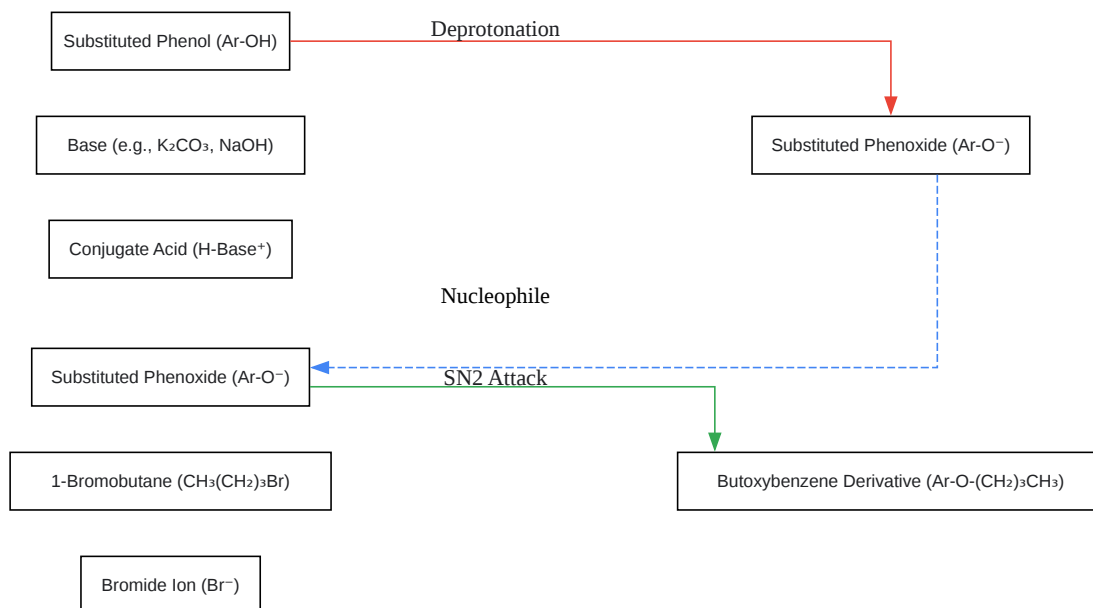 Deprotonation
Substituted Phenol (Ar-OH)
Base (e.g., K₂CO₃, NaOH)
Substituted Phenoxide (Ar-O⁻)
Conjugate Acid (H-Base⁺)
Nucleophile
Substituted Phenoxide (Ar-O⁻)
SN2 Attack
1-Bromobutane (CH₃(CH₂)₃Br)
Butoxybenzene Derivative (Ar-O-(CH₂)₃CH₃)
Bromide Ion (Br⁻)